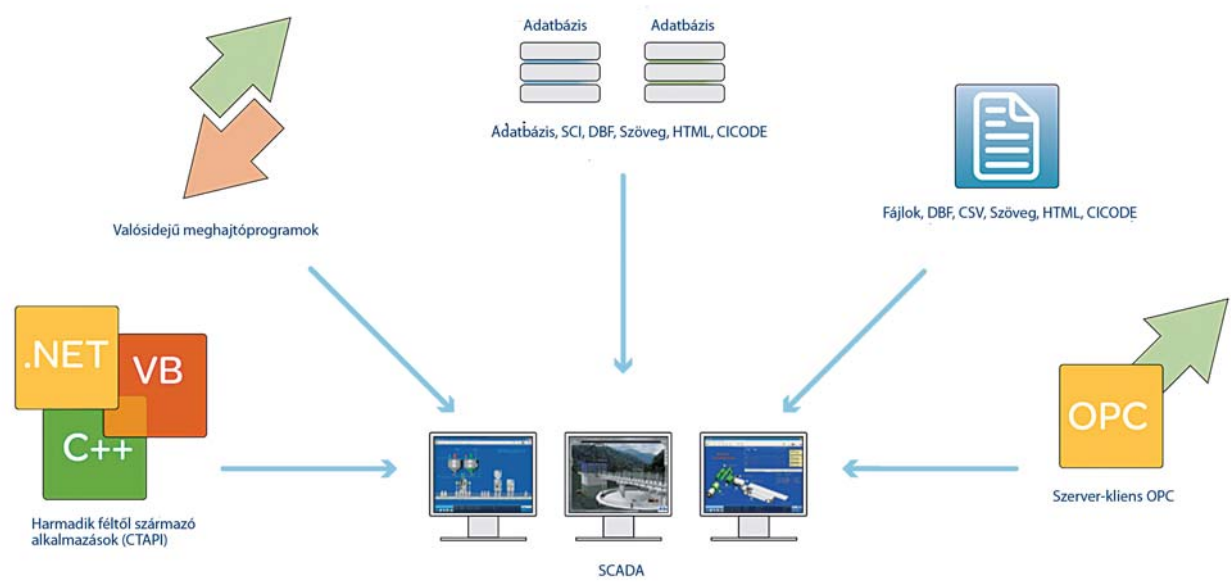 Adatbázis
Adatbázis
Adatbázis, SCI, DBF, Szöveg, HTML, CICODE
Valósidejű meghajtóprogramok
Fájlok, DBF, CSV, Szöveg, HTML, CICODE
.NET
VB
C++
Harmadik féltől származó
alkalmazások (CTAPI)
OPC
Szerver-kliens OPC
SCADA